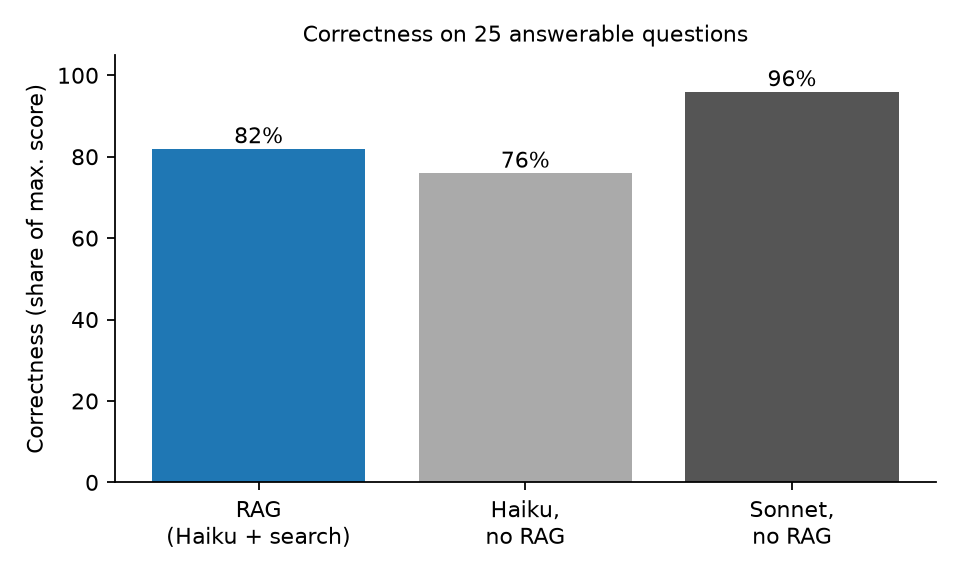 Correctness on 25 answerable questions
Correctness (share of max. score)
100
80
60
40
20
0
82%
76%
96%
RAG
(Haiku + search)
Haiku,
no RAG
Sonnet,
no RAG